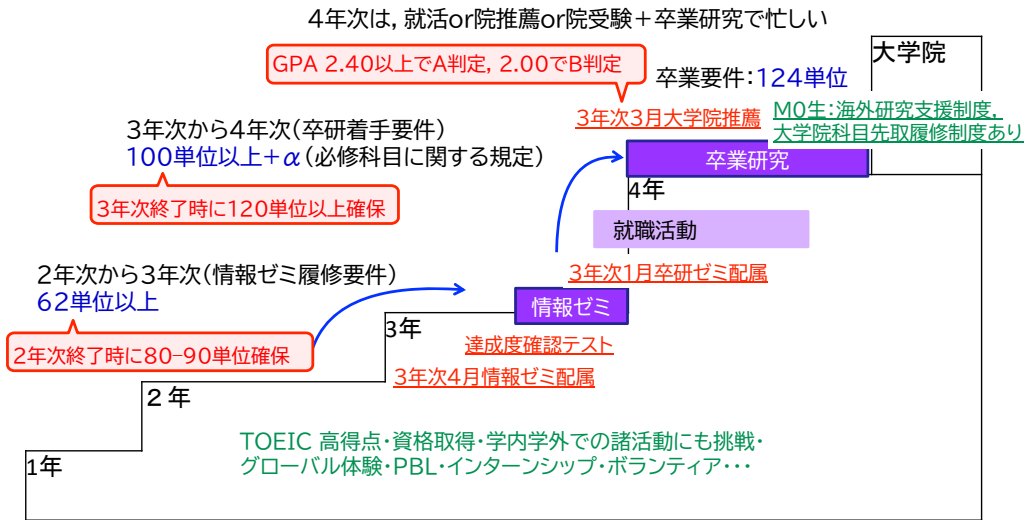 4年次は，就活or院推薦or院受験＋卒業研究で忙しい
大学院
GPA 2.40以上でA判定，2.00でB判定
卒業要件：124単位
3年次3月大学院推薦
M0生：海外研究支援制度，
大学院科目先取履修制度あり
3年次から4年次（卒研着手要件）
100単位以上＋α（必修科目に関する規定）
卒業研究
3年次終了時に120単位以上確保
4年
就職活動
3年次1月卒研ゼミ配属
2年次から3年次（情報ゼミ履修要件）
62単位以上
情報ゼミ
3年
2年次終了時に80-90単位確保
達成度確認テスト
3年次4月情報ゼミ配属
２年
TOEIC 高得点・資格取得・学内学外での諸活動にも挑戦・
グローバル体験・PBL・インターンシップ・ボランティア・・・
1年